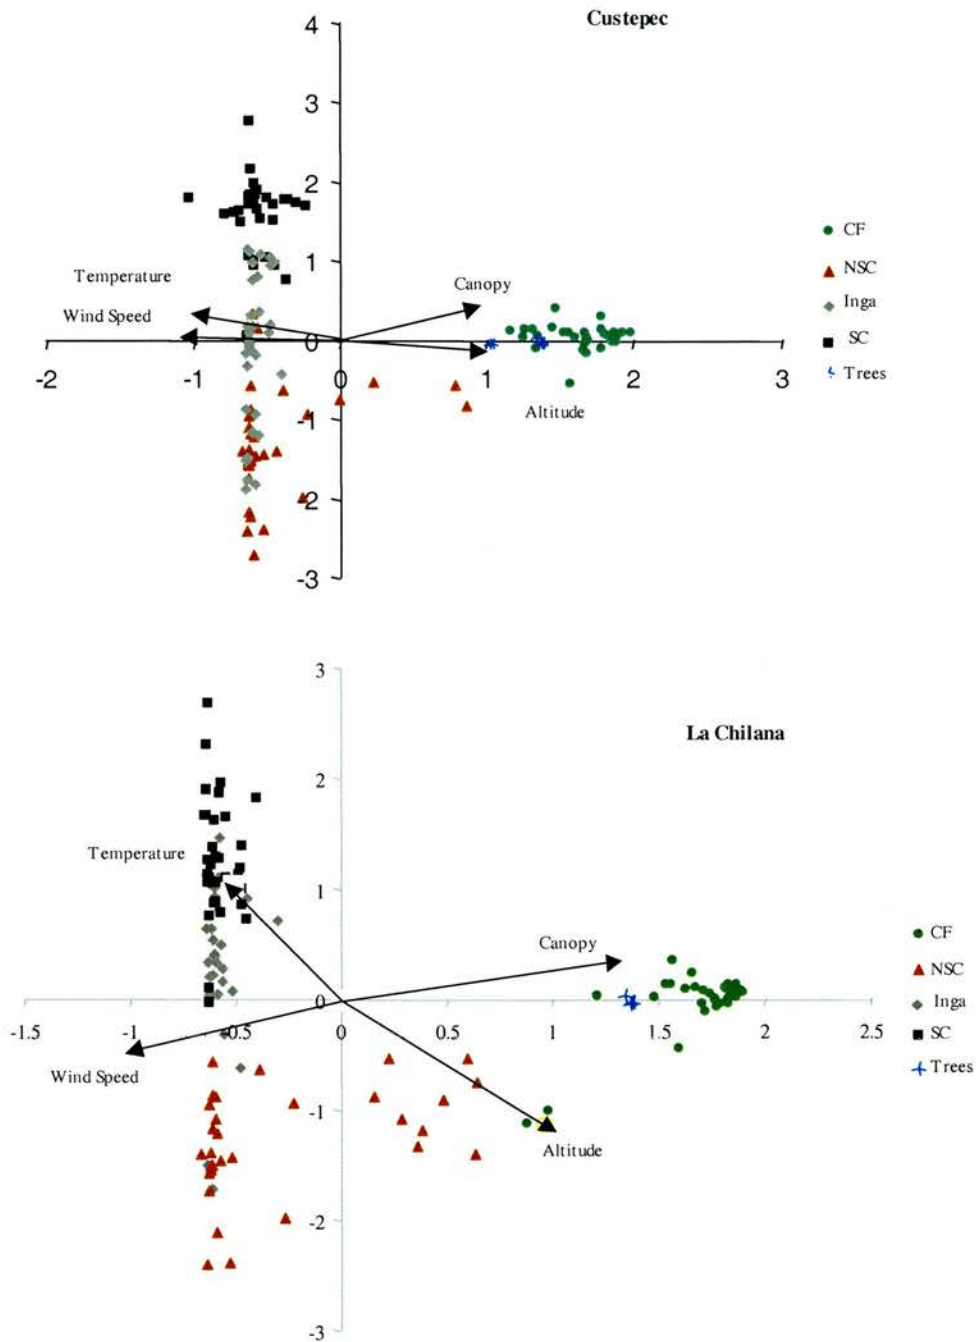 Custepec
4
3
2
1
0
-1
-2
-3
-2
-1
0
1
2
3
Temperature
Wind Speed
Canopy
Altitude
CF
NSC
Inga
SC
Trees
La Chilana
3
2
1
0
-1
-2
-3
-1.5
-1
-0.5
0
0.5
1
1.5
2
2.5
Temperature
Canopy
Wind Speed
Altitude
CF
NSC
Inga
SC
Trees